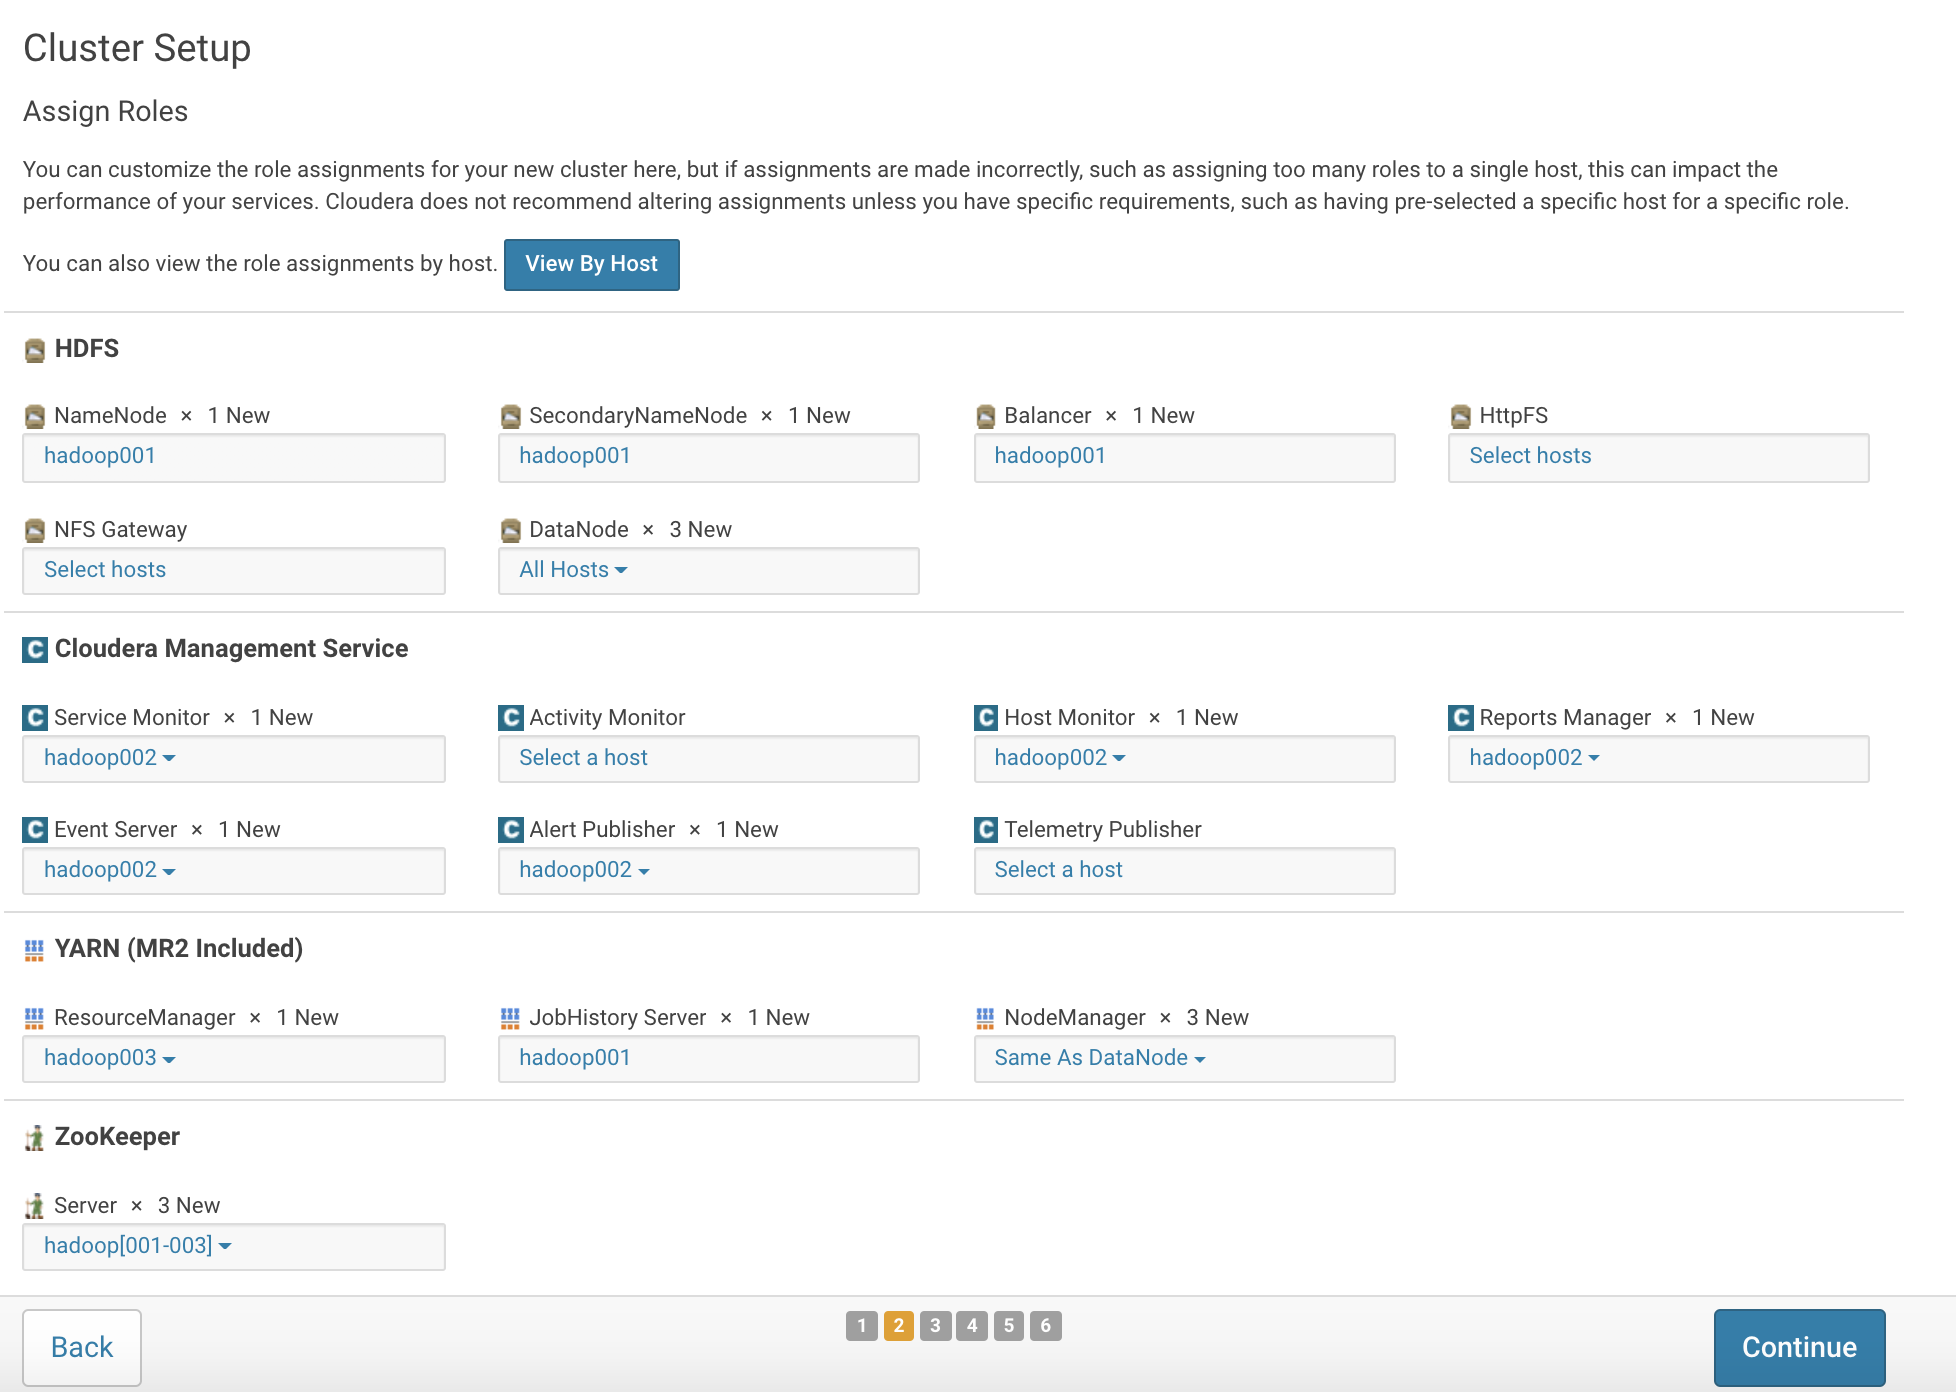 Cluster Setup
Assign Roles
You can customize the role assignments for your new cluster here, but if assignments are made incorrectly, such as assigning too many roles to a single host, this can impact the
performance of your services. Cloudera does not recommend altering assignments unless you have specific requirements, such as having pre-selected a specific host for a specific role.
You can also view the role assignments by host. View By Host
HDFS
NameNode × 1 New
hadoop001
SecondaryNameNode × 1 New
hadoop001
Balancer × 1 New
hadoop001
HttpFS
Select hosts
NFS Gateway
Select hosts
DataNode × 3 New
All Hosts
C Cloudera Management Service
C Service Monitor × 1 New
hadoop002
C Activity Monitor
Select a host
C Host Monitor × 1 New
hadoop002
C Reports Manager × 1 New
hadoop002
C Event Server × 1 New
hadoop002
C Alert Publisher × 1 New
hadoop002
C Telemetry Publisher
Select a host
YARN (MR2 Included)
ResourceManager × 1 New
hadoop003
JobHistory Server × 1 New
hadoop001
NodeManager × 3 New
Same As DataNode
ZooKeeper
Server × 3 New
hadoop[001-003]
Back
1 2 3 4 5 6
Continue